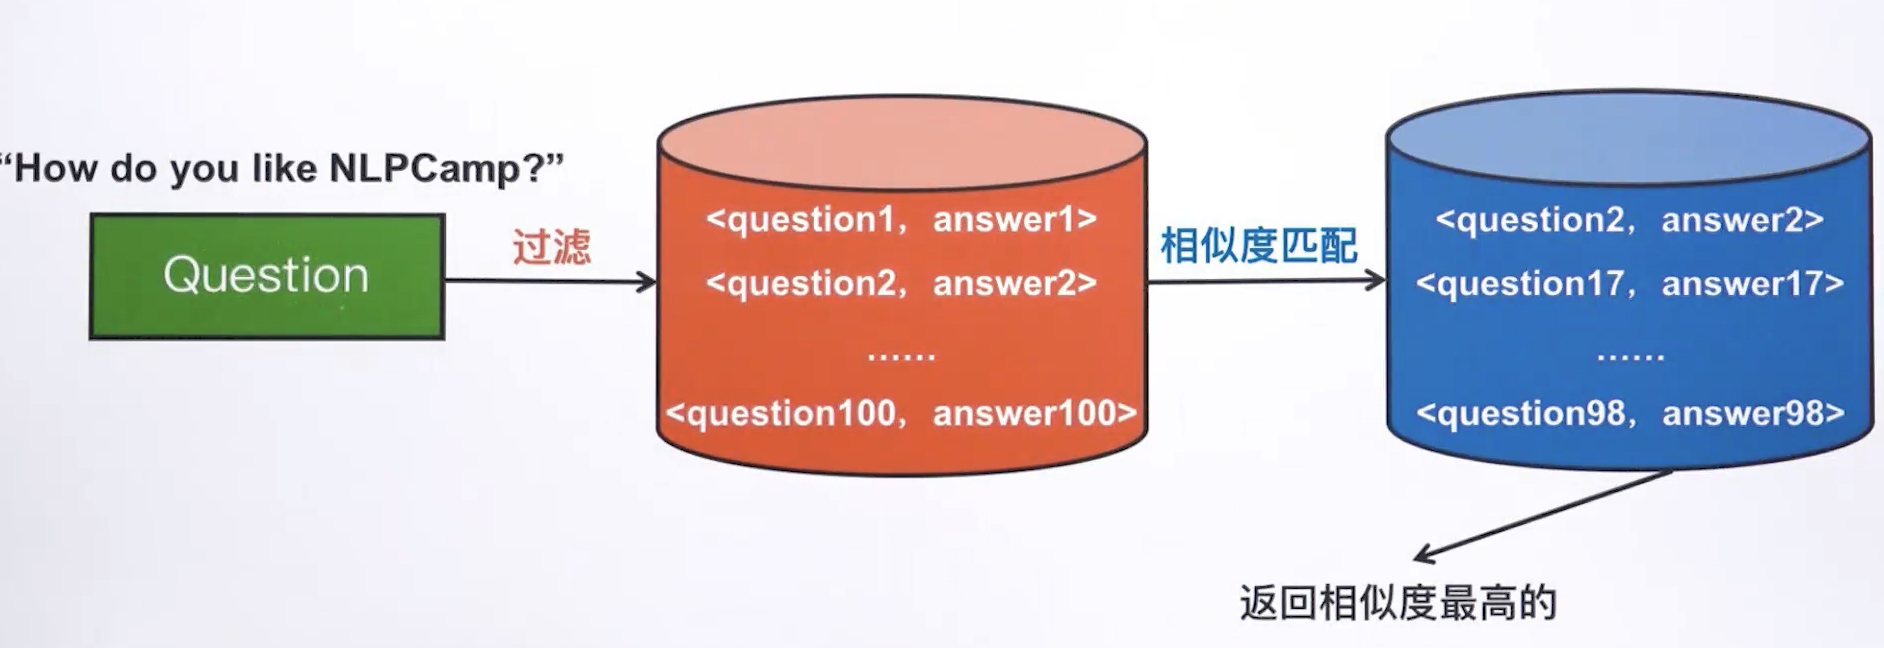 “How do you like NLPCamp?”
Question
过滤
<question1，answer1>
<question2，answer2>
……
<question100，answer100>
相似度匹配
<question2，answer2>
<question17，answer17>
……
<question98，answer98>
返回相似度最高的